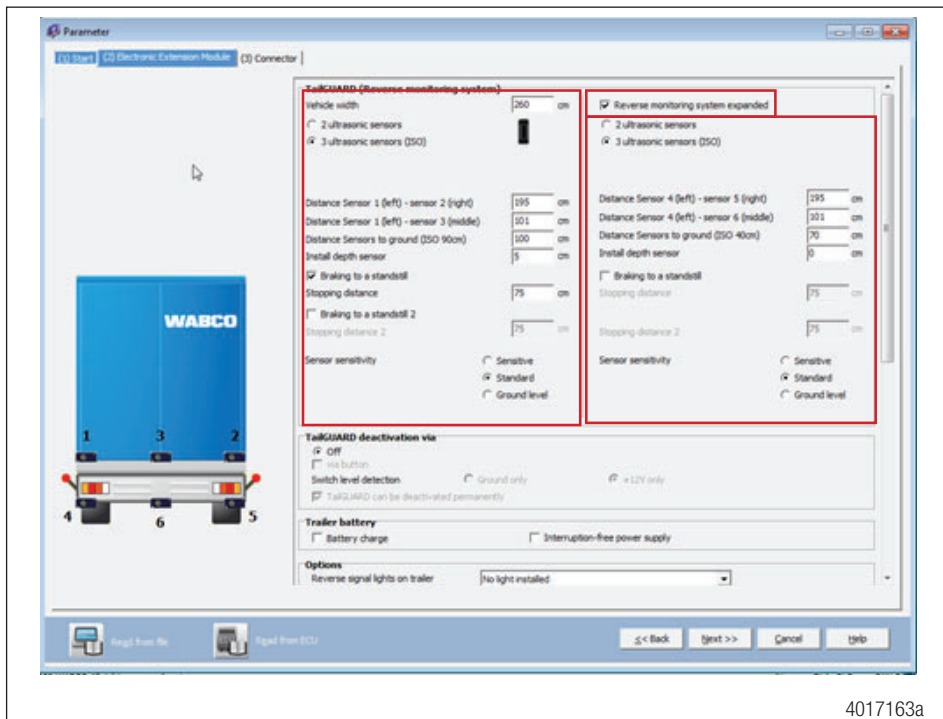 Parameter
(1) Start (2) Electronic Extension Module (3) Connector
TailGUARD (Reverse monitoring system)
Vehicle width 260 cm
2 ultrasonic sensors
3 ultrasonic sensors (ISO)
Distance Sensor 1 (left) - sensor 2 (right) 195 cm
Distance Sensor 1 (left) - sensor 3 (middle) 101 cm
Distance Sensors to ground (ISO 90cm) 100 cm
Install depth sensor 5 cm
Braking to a standstill
Stopping distance 75 cm
Braking to a standstill 2
Stopping distance 2 75 cm
Sensor sensitivity Sensitive
Standard
Ground level
Reverse monitoring system expanded
2 ultrasonic sensors
3 ultrasonic sensors (ISO)
Distance Sensor 4 (left) - sensor 5 (right) 195 cm
Distance Sensor 4 (left) - sensor 6 (middle) 101 cm
Distance Sensors to ground (ISO 40cm) 70 cm
Install depth sensor 0 cm
Braking to a standstill
Stopping distance 75 cm
Stopping distance 2 75 cm
Sensor sensitivity Sensitive
Standard
Ground level
WABCO
1 3 2
4 6 5
TailGUARD deactivation via
Off
via button
Switch level detection Ground only +12V only
TailGUARD can be deactivated permanently
Trailer battery
Battery charge Interruption-free power supply
Options
Reverse signal lights on trailer No light installed
Read from file Read from ECU << Back Next >> Cancel Help
4017163a